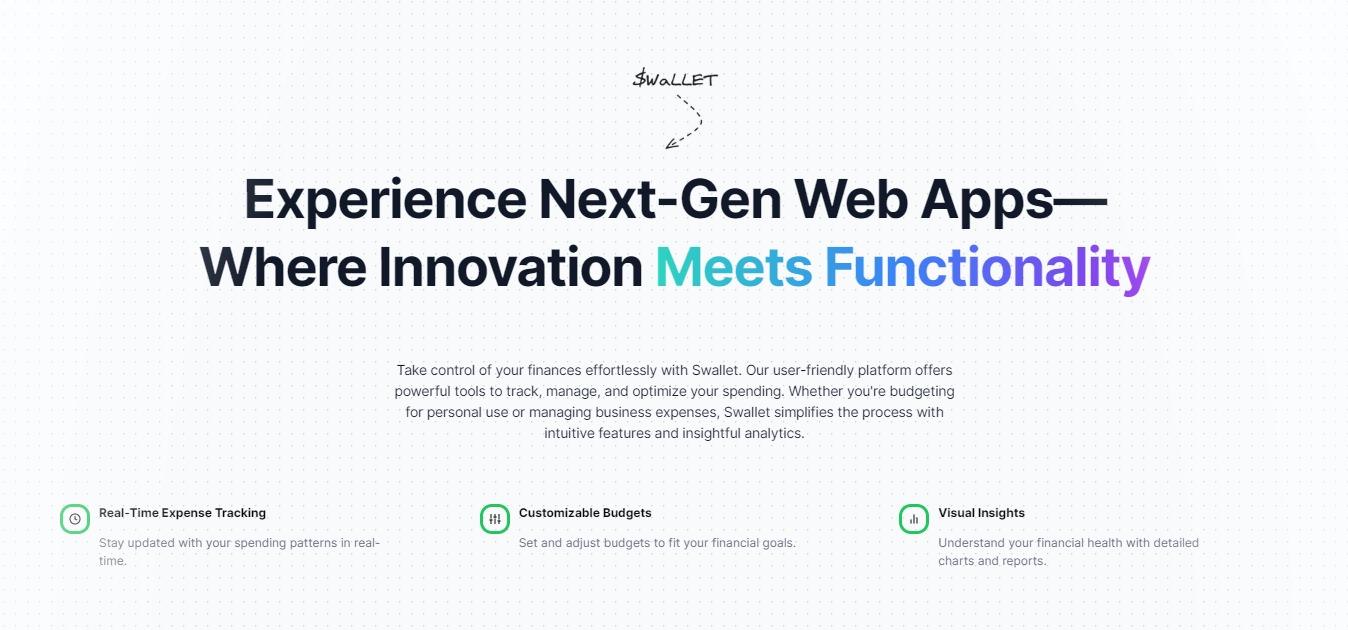 $WaLLET
Experience Next-Gen Web Apps—
Where Innovation Meets Functionality
Take control of your finances effortlessly with Swallet. Our user-friendly platform offers
powerful tools to track, manage, and optimize your spending. Whether you're budgeting
for personal use or managing business expenses, Swallet simplifies the process with
intuitive features and insightful analytics.
Real-Time Expense Tracking
Stay updated with your spending patterns in real-
time.
Customizable Budgets
Set and adjust budgets to fit your financial goals.
Visual Insights
Understand your financial health with detailed
charts and reports.